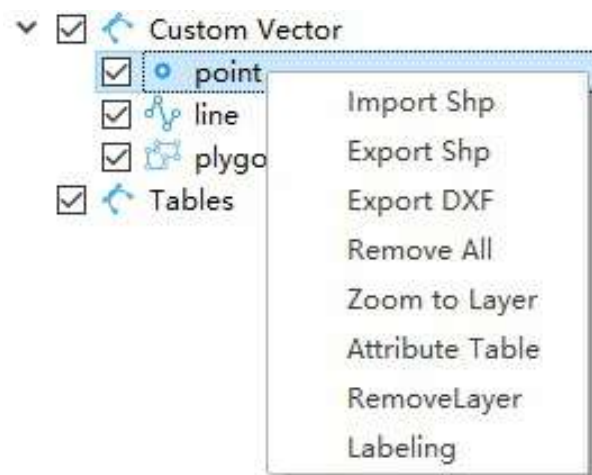 Custom Vector
point
line
plygo
Tables
Import Shp
Export Shp
Export DXF
Remove All
Zoom to Layer
Attribute Table
RemoveLayer
Labeling